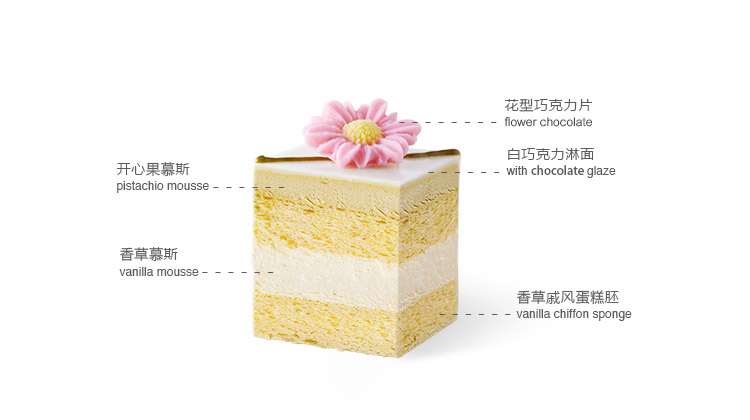 花型巧克力片
flower chocolate
白巧克力淋面
with chocolate glaze
开心果慕斯
pistachio mousse
香草慕斯
vanilla mousse
香草戚风蛋糕胚
vanilla chiffon sponge